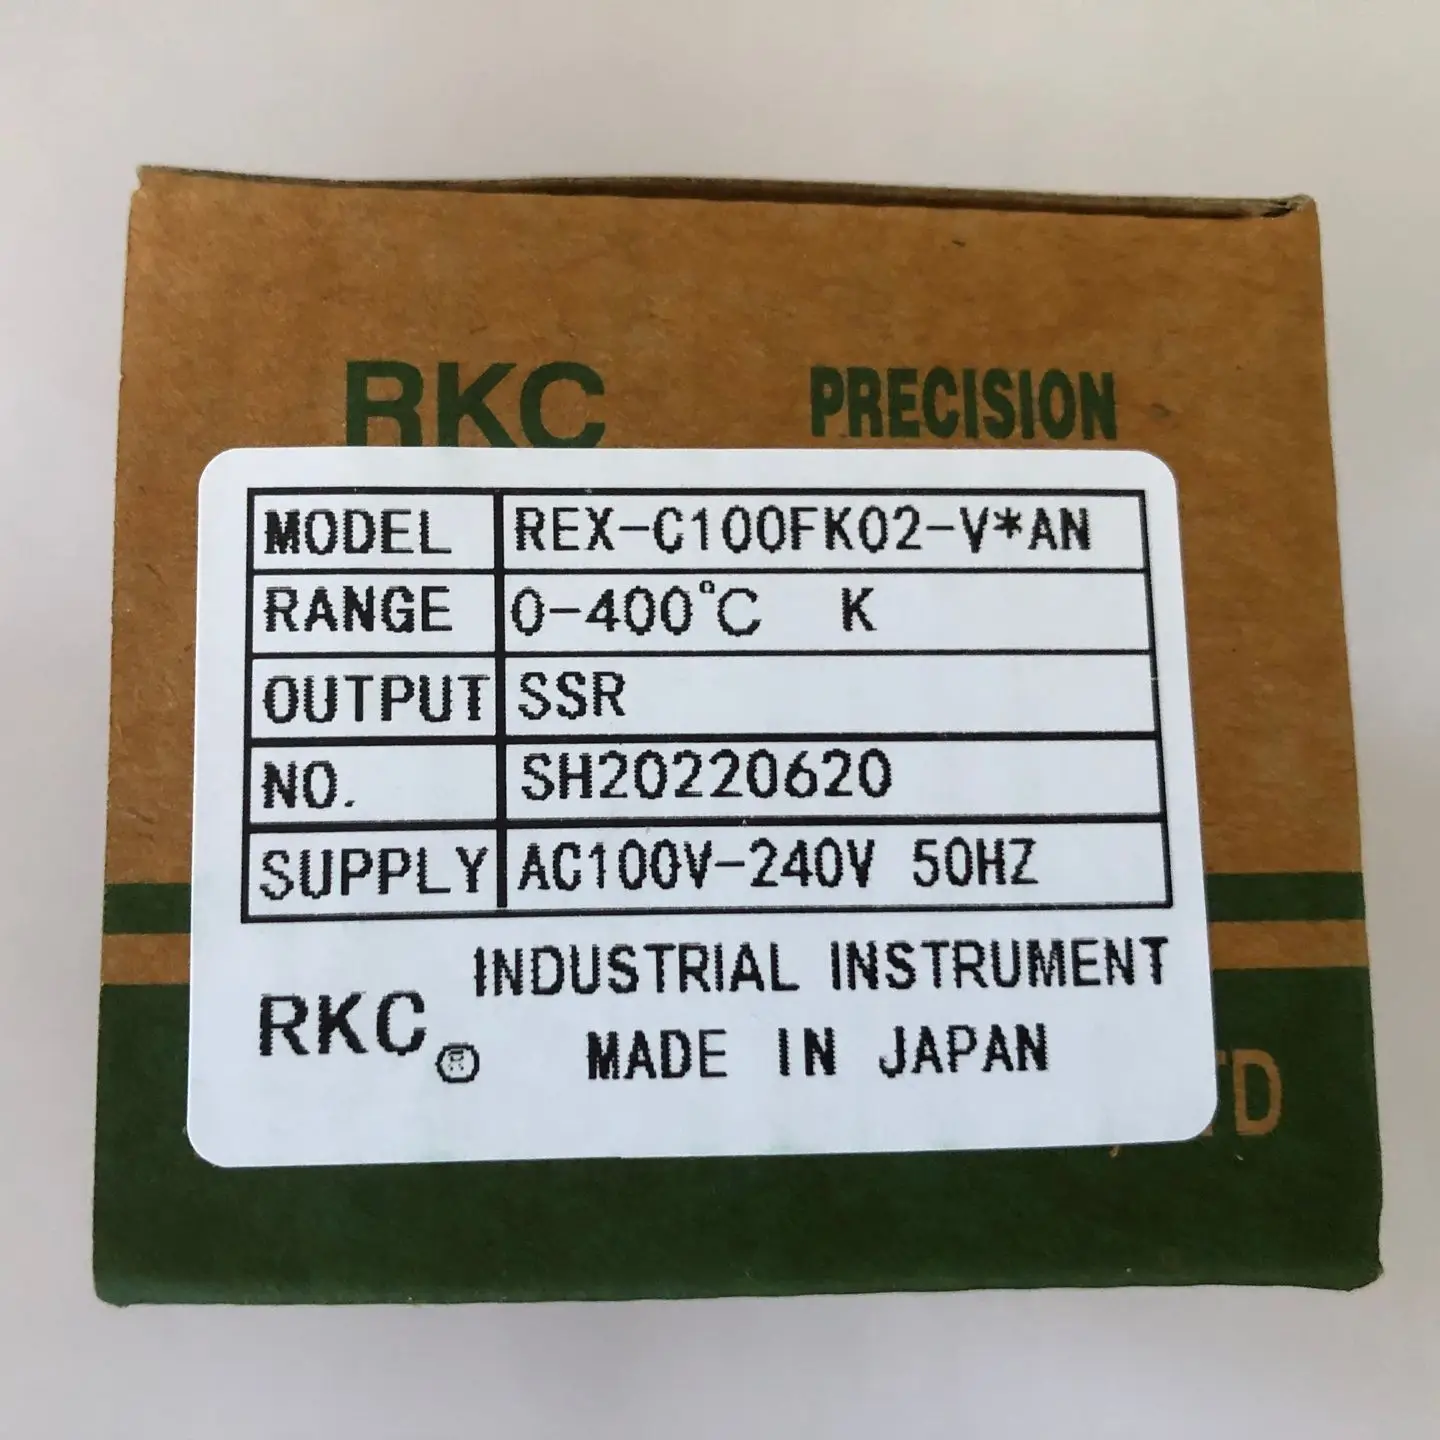 RKC PRECISION
MODEL REX-C100FK02-V*AN
RANGE 0-400°C K
OUTPUT SSR
NO. SH20220620
SUPPLY AC100V-240V 50HZ
RKC® INDUSTRIAL INSTRUMENT
MADE IN JAPAN